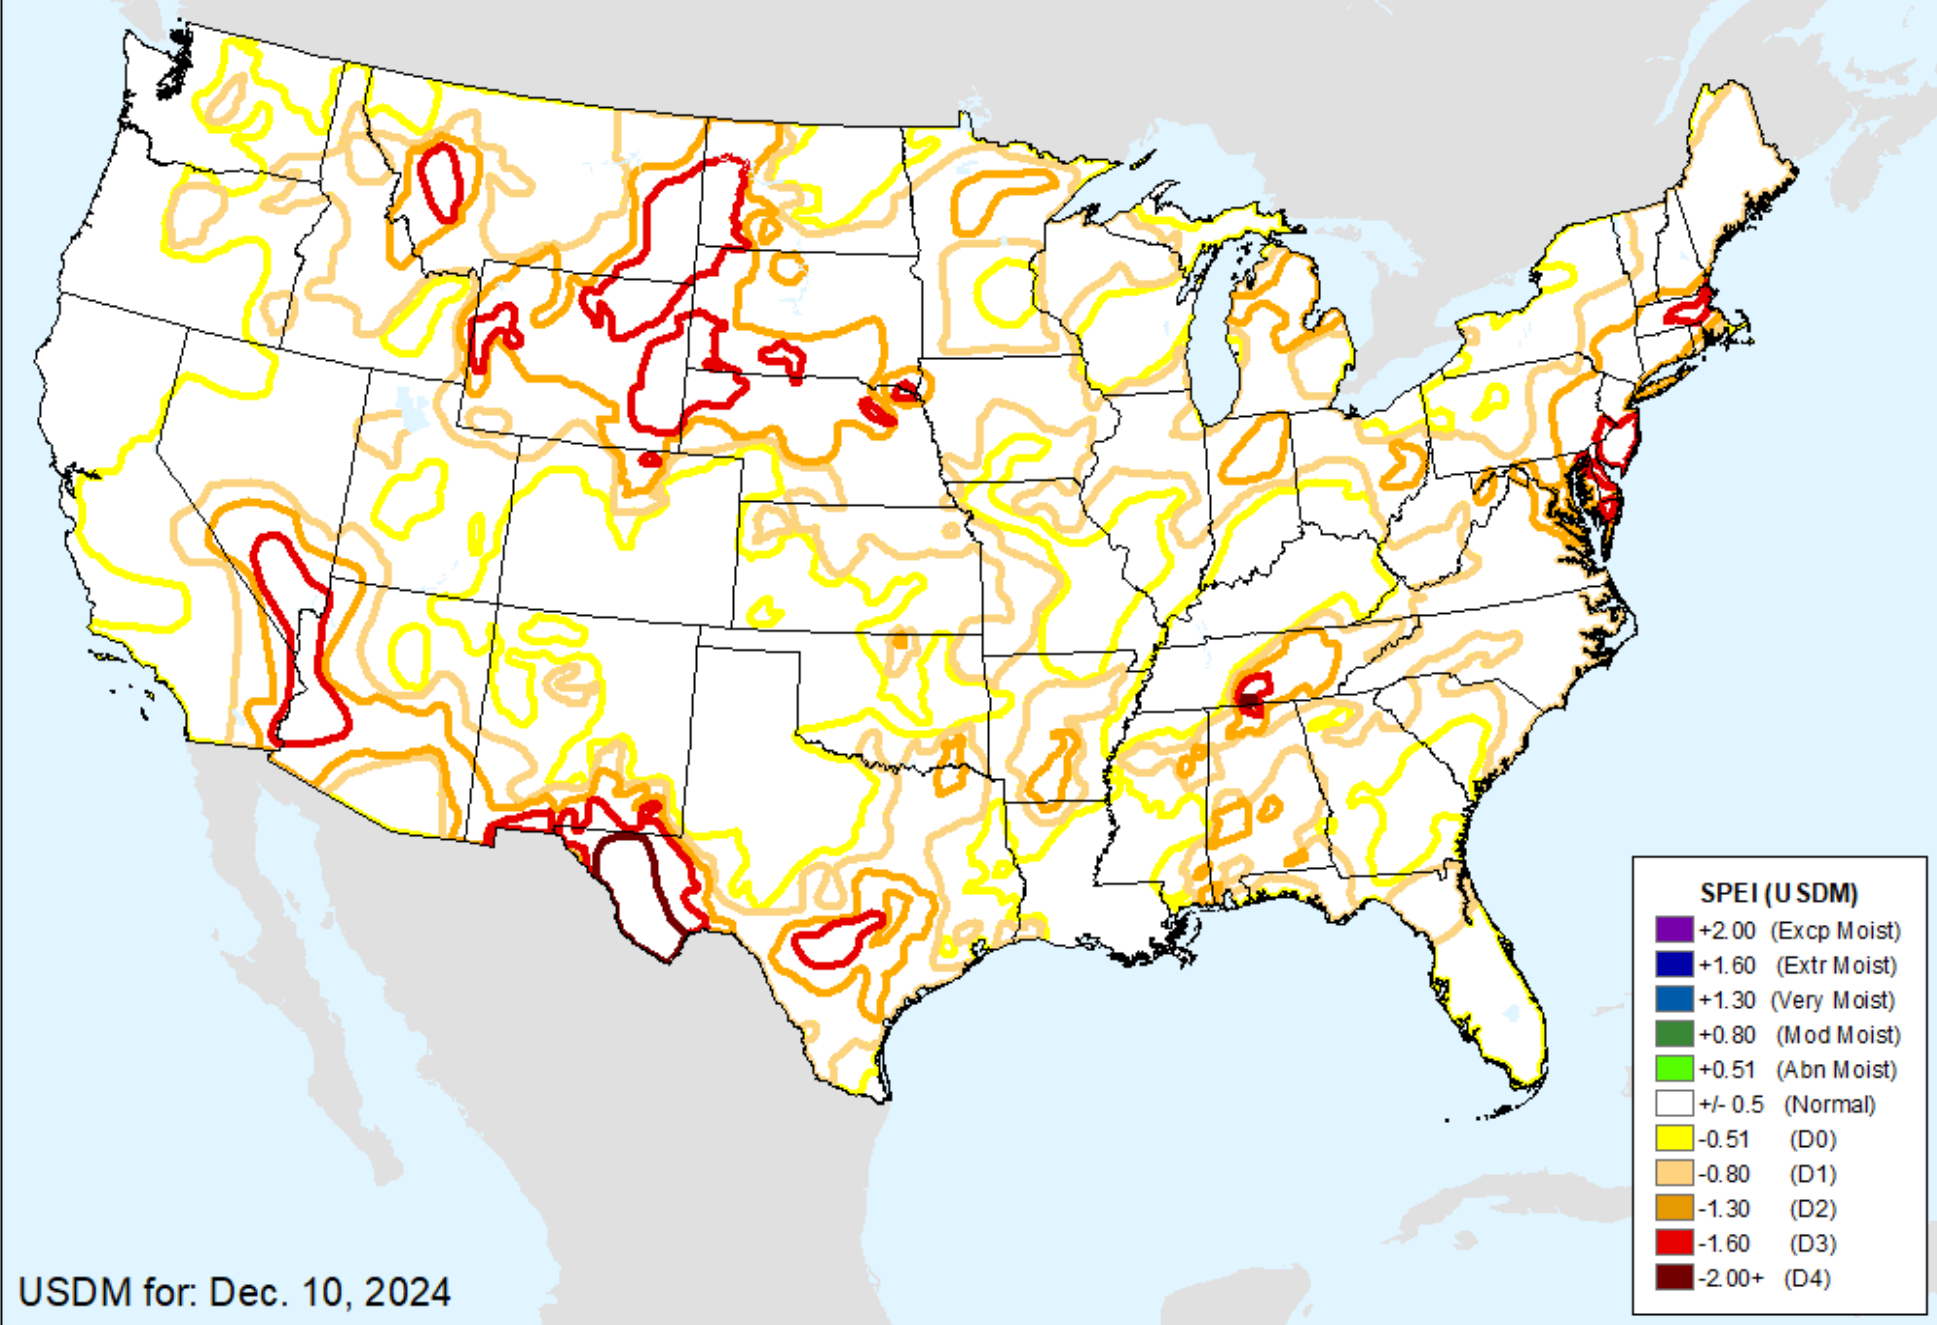 SPEI (USDM)
+2.00 (Excp Moist)
+1.60 (Extr Moist)
+1.30 (Very Moist)
+0.80 (Mod Moist)
+0.51 (Abn Moist)
+/- 0.5 (Normal)
-0.51 (D0)
-0.80 (D1)
-1.30 (D2)
-1.60 (D3)
-2.00+ (D4)
USDM for: Dec. 10, 2024